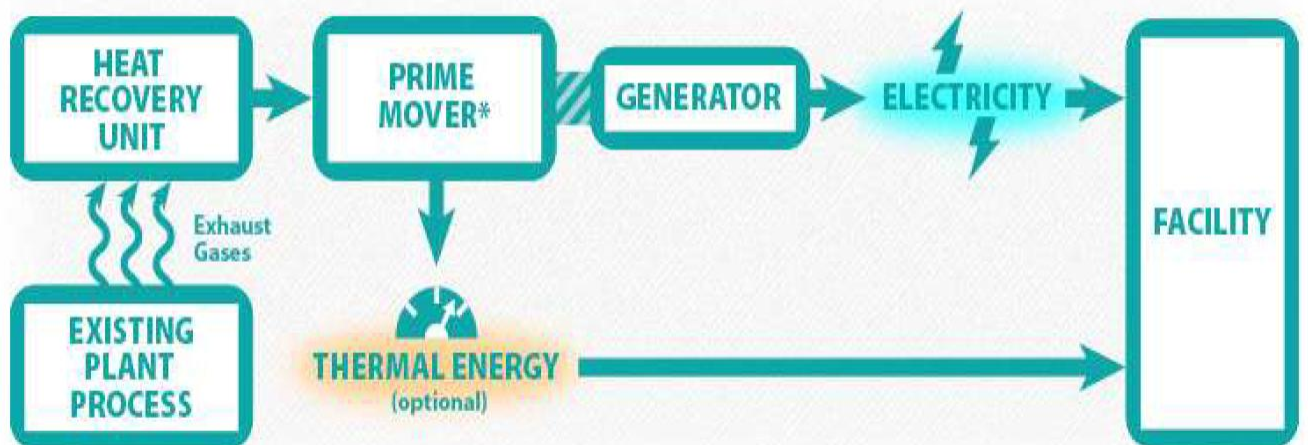 HEAT
RECOVERY
UNIT
PRIME
MOVER*
GENERATOR
ELECTRICITY
FACILITY
Exhaust
Gases
EXISTING
PLANT
PROCESS
THERMAL ENERGY
(optional)